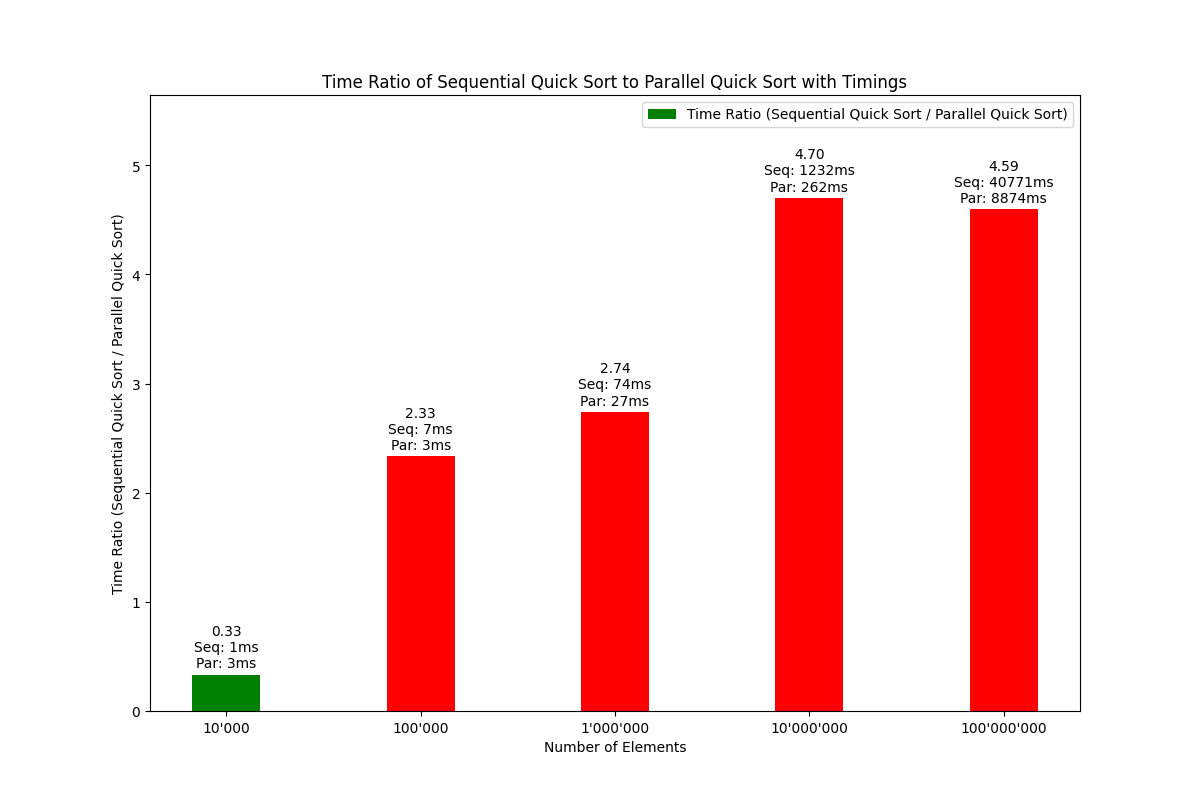 Time Ratio of Sequential Quick Sort to Parallel Quick Sort with Timings
Time Ratio (Sequential Quick Sort / Parallel Quick Sort)
Time Ratio (Sequential Quick Sort / Parallel Quick Sort)
5
4
3
2
1
0
0.33
Seq: 1ms
Par: 3ms
2.33
Seq: 7ms
Par: 3ms
2.74
Seq: 74ms
Par: 27ms
4.70
Seq: 1232ms
Par: 262ms
4.59
Seq: 40771ms
Par: 8874ms
10'000
100'000
1'000'000
10'000'000
100'000'000
Number of Elements